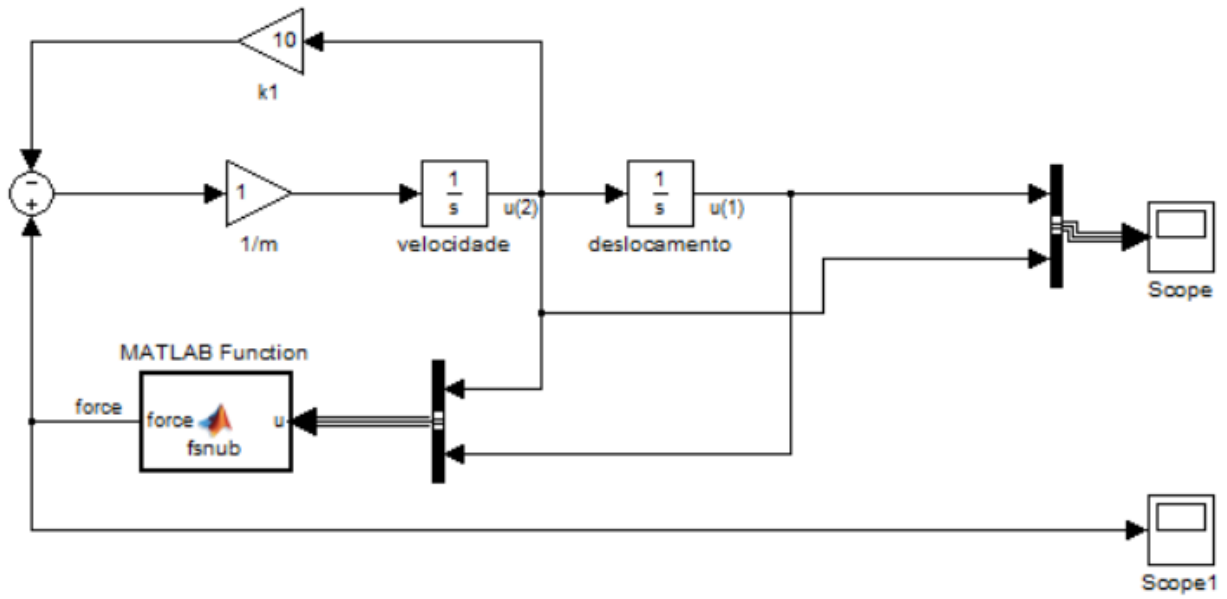 10
k1
−
+
1
1/m
1
s
velocidade
u(2)
1
s
deslocamento
u(1)
Scope
MATLAB Function
force
force
u
fsnub
Scope1